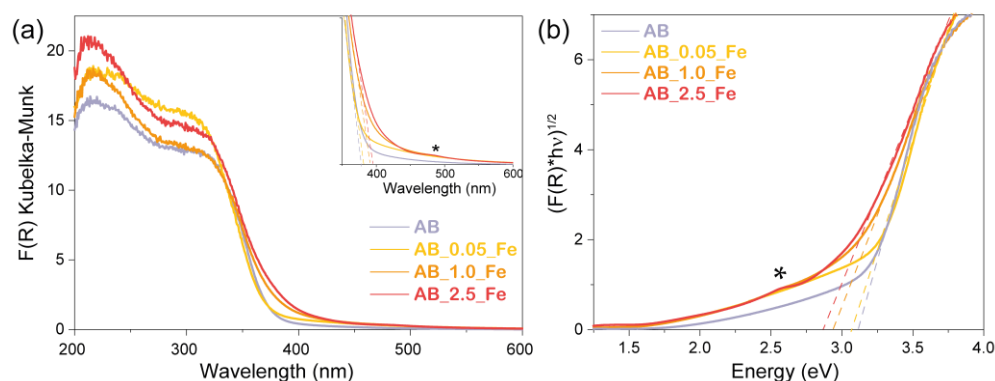 (a)
20
15
10
5
0
F(R) Kubelka-Munk
200
300
400
500
600
Wavelength (nm)
*
400
500
600
Wavelength (nm)
AB
AB_0.05_Fe
AB_1.0_Fe
AB_2.5_Fe
(b)
AB
AB_0.05_Fe
AB_1.0_Fe
AB_2.5_Fe
6
4
2
0
(F(R)*hν)1/2
*
1.5
2.0
2.5
3.0
3.5
4.0
Energy (eV)